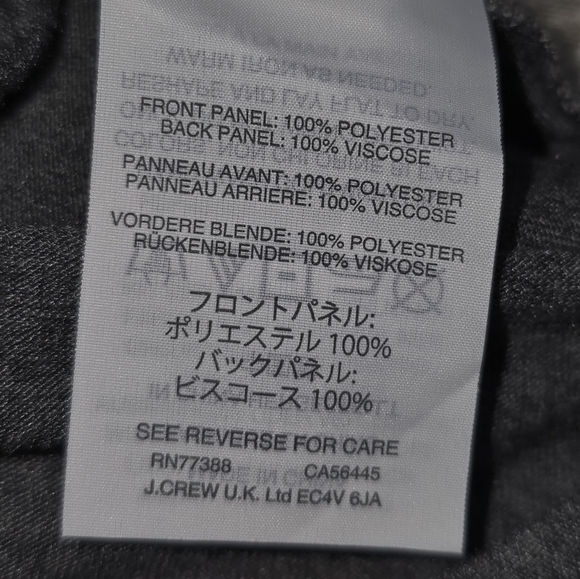 FRONT PANEL: 100% POLYESTER
BACK PANEL: 100% VISCOSE
PANNEAU AVANT: 100% POLYESTER
PANNEAU ARRIERE: 100% VISCOSE
VORDERE BLENDE: 100% POLYESTER
RÜCKENBLENDE: 100% VISKOSE
フロントパネル:
ポリエステル 100%
バックパネル:
ビスコース 100%
SEE REVERSE FOR CARE
RN77388 CA56445
J.CREW U.K. Ltd EC4V 6JA